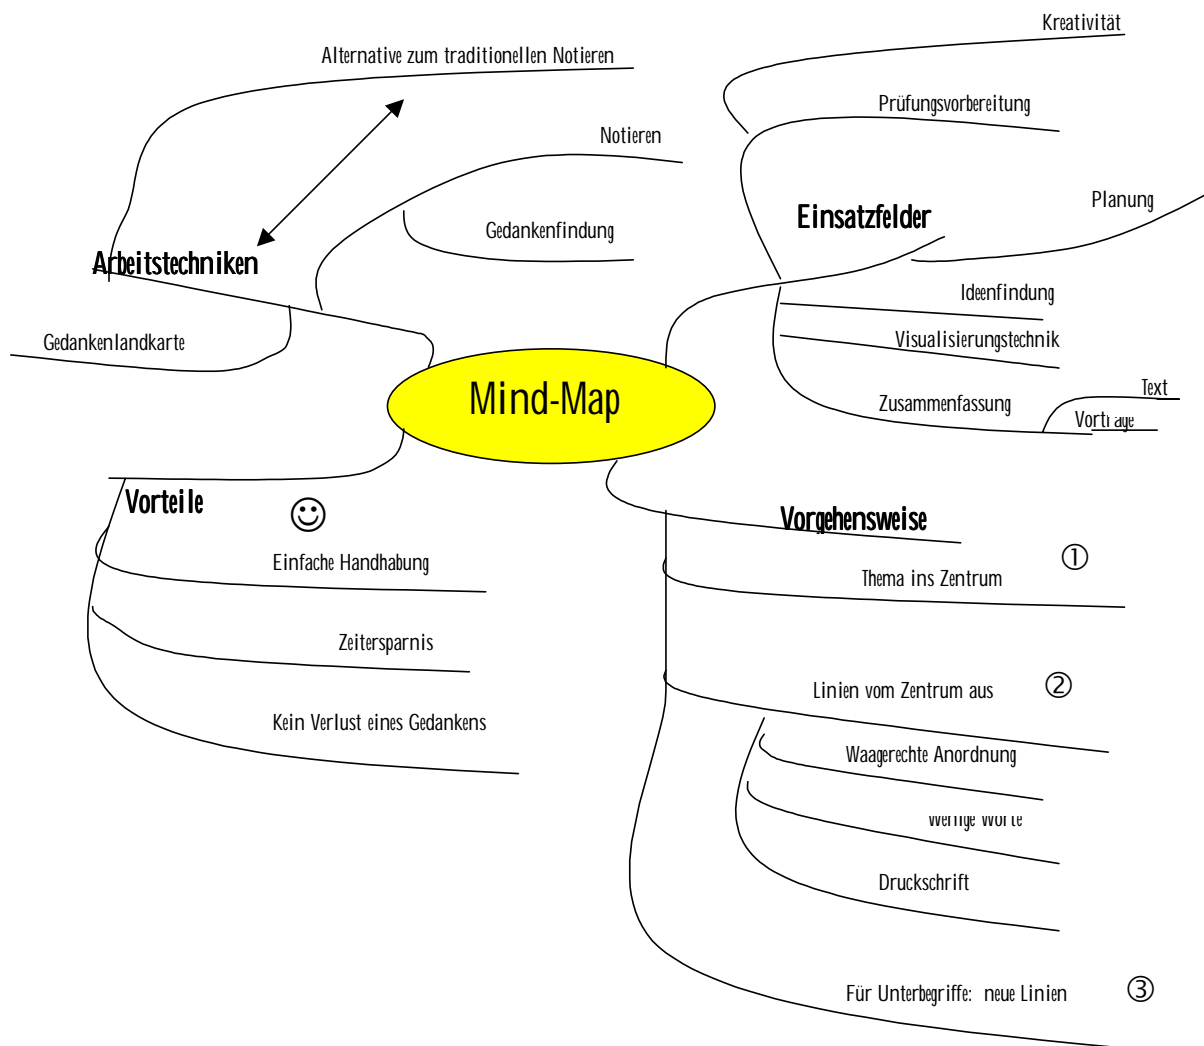 Kreativität
Alternative zum traditionellen Notieren
Prüfungsvorbereitung
Notieren
Planung
Einsatzfelder
Gedankenfindung
Arbeitstechniken
Ideenfindung
Gedankenlandkarte
Visualisierungstechnik
Mind-Map
Text
Zusammenfassung
Vorträge
Vorteile
☺
Vorgehensweise
Einfache Handhabung
①
Thema ins Zentrum
Zeitersparnis
Linien vom Zentrum aus ②
Kein Verlust eines Gedankens
Waagerechte Anordnung
Wenige Worte
Druckschrift
Für Unterbegriffe: neue Linien ③